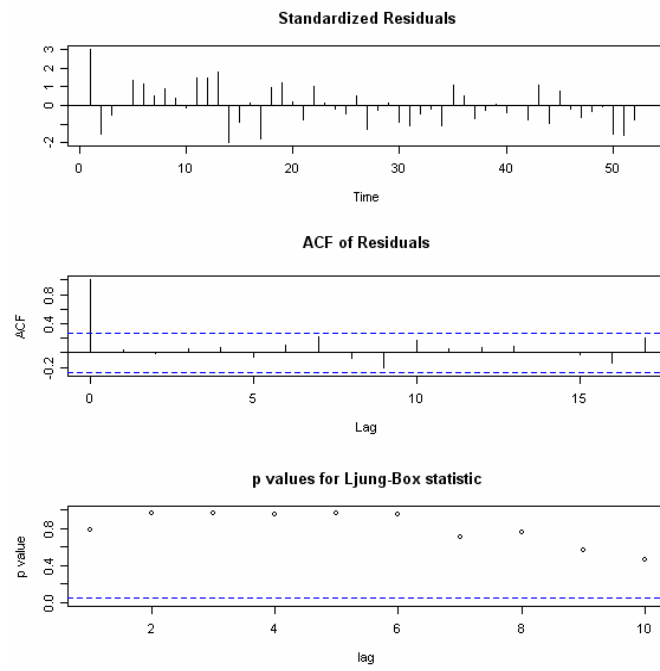 Standardized Residuals
3
2
1
0
-2
0 10 20 30 40 50
Time
ACF of Residuals
ACF
0.8
0.4
-0.2
0 5 10 15
Lag
p values for Ljung-Box statistic
p value
0.8
0.4
0.0
2 4 6 8 10
lag